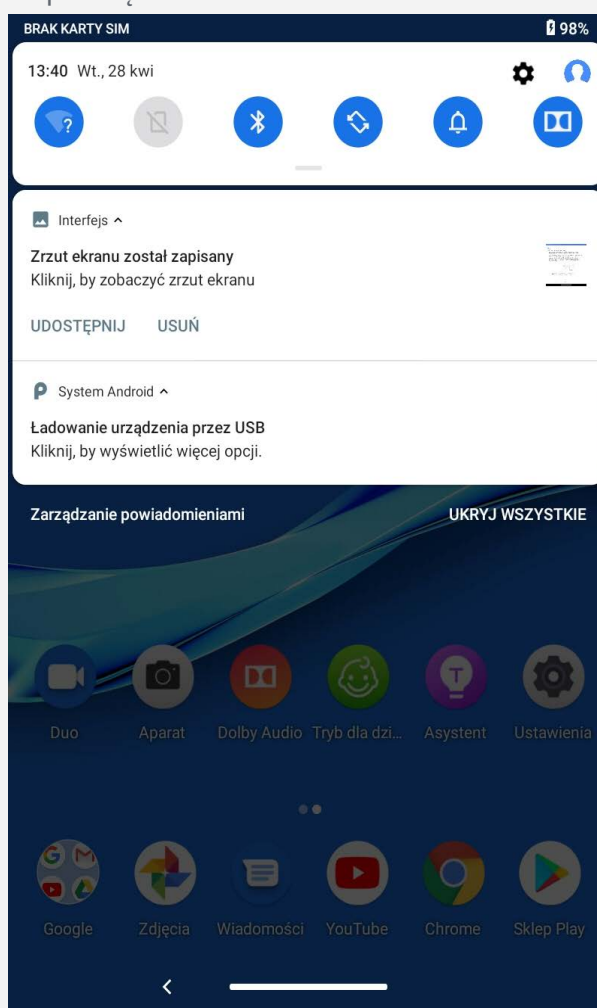 BRAK KARTY SIM 98%
13:40 Wt., 28 kwi
Interfejs
Zrzut ekranu został zapisany
Kliknij, by zobaczyć zrzut ekranu
UDOSTĘPNIJ USUŃ
System Android
Ładowanie urządzenia przez USB
Kliknij, by wyświetlić więcej opcji.
Zarządzanie powiadomieniami UKRYJ WSZYSTKIE
Duo Aparat Dolby Audio Tryb dla dzi... Asystent Ustawienia
Google Zdjęcia Wiadomości YouTube Chrome Sklep Play